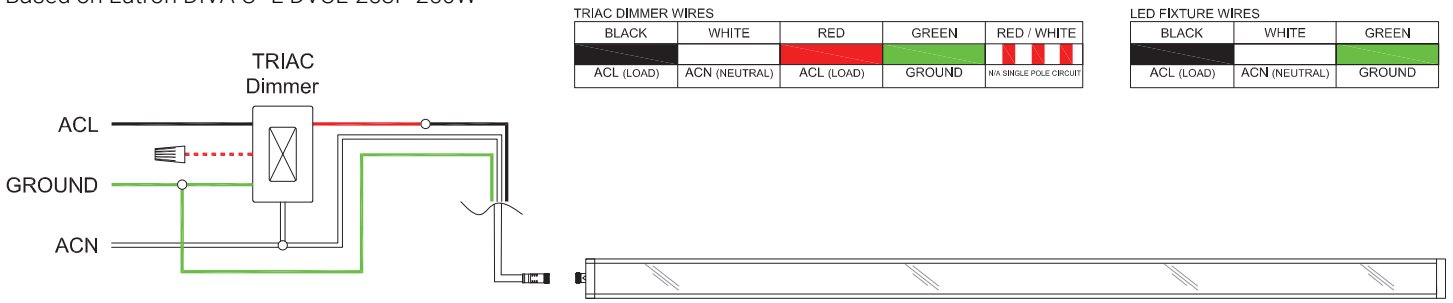 TRIAC DIMMER WIRES
BLACK WHITE RED GREEN RED / WHITE
ACL (LOAD) ACN (NEUTRAL) ACL (LOAD) GROUND N/A SINGLE POLE CIRCUIT
LED FIXTURE WIRES
BLACK WHITE GREEN
ACL (LOAD) ACN (NEUTRAL) GROUND
TRIAC
Dimmer
ACL
GROUND
ACN